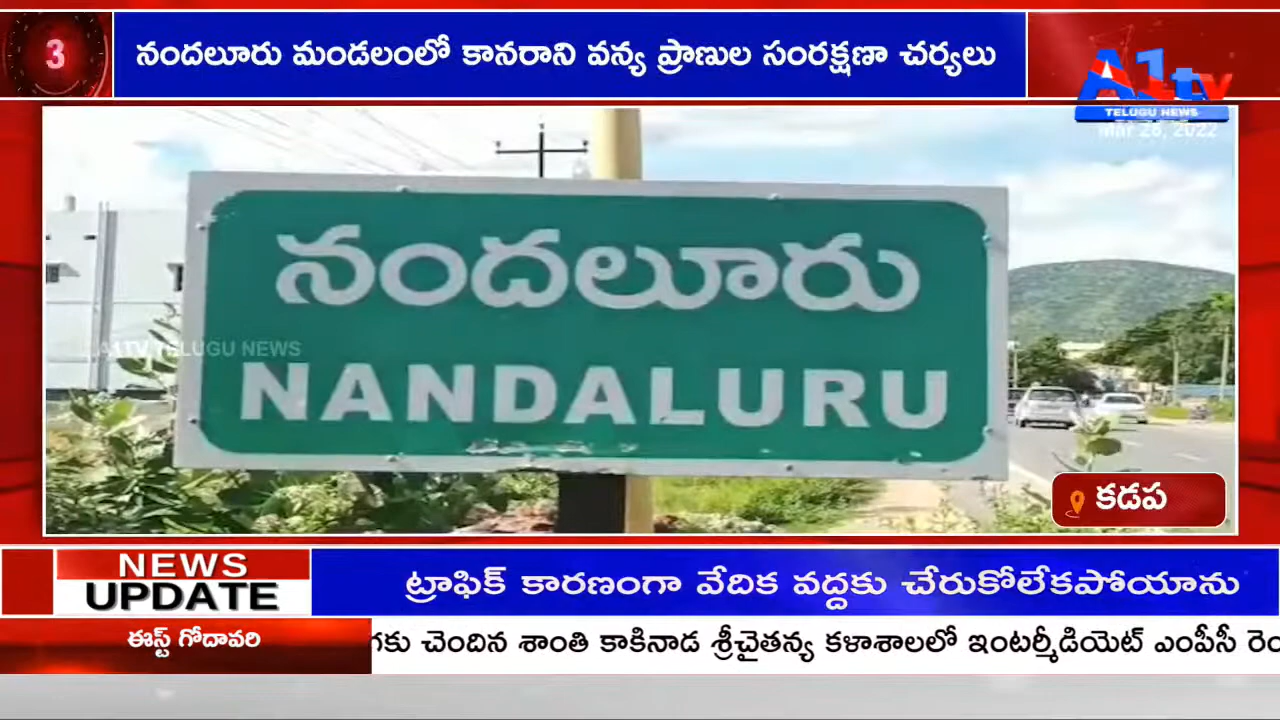 3
నందలూరు మండలంలో కానరాని వన్య ప్రాణుల సంరక్షణా చర్యలు
A1tv
TELUGU NEWS
Mar 26, 2022
నందలూరు
A1TV TELUGU NEWS
NANDALURU
కడప
NEWS
UPDATE
ట్రాఫిక్ కారణంగా వేదిక వద్దకు చేరుకోలేకపోయాను
ఈస్ట్ గోదావరి
గకు చెందిన శాంతి కాకినాడ శ్రీచైతన్య కళాశాలలో ఇంటర్మీడియెట్ ఎంపీసీ రెం